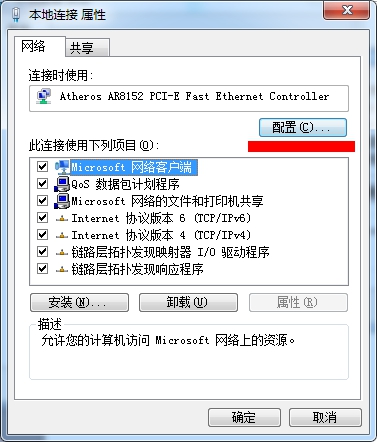 本地连接 属性
网络
共享
连接时使用:
Atheros AR8152 PCI-E Fast Ethernet Controller
配置(C)...
此连接使用下列项目(O):
Microsoft 网络客户端
QoS 数据包计划程序
Microsoft 网络的文件和打印机共享
Internet 协议版本 6 (TCP/IPv6)
Internet 协议版本 4 (TCP/IPv4)
链路层拓扑发现映射器 I/O 驱动程序
链路层拓扑发现响应程序
安装(N)...
卸载(U)
属性(R)
描述
允许您的计算机访问 Microsoft 网络上的资源。
确定
取消